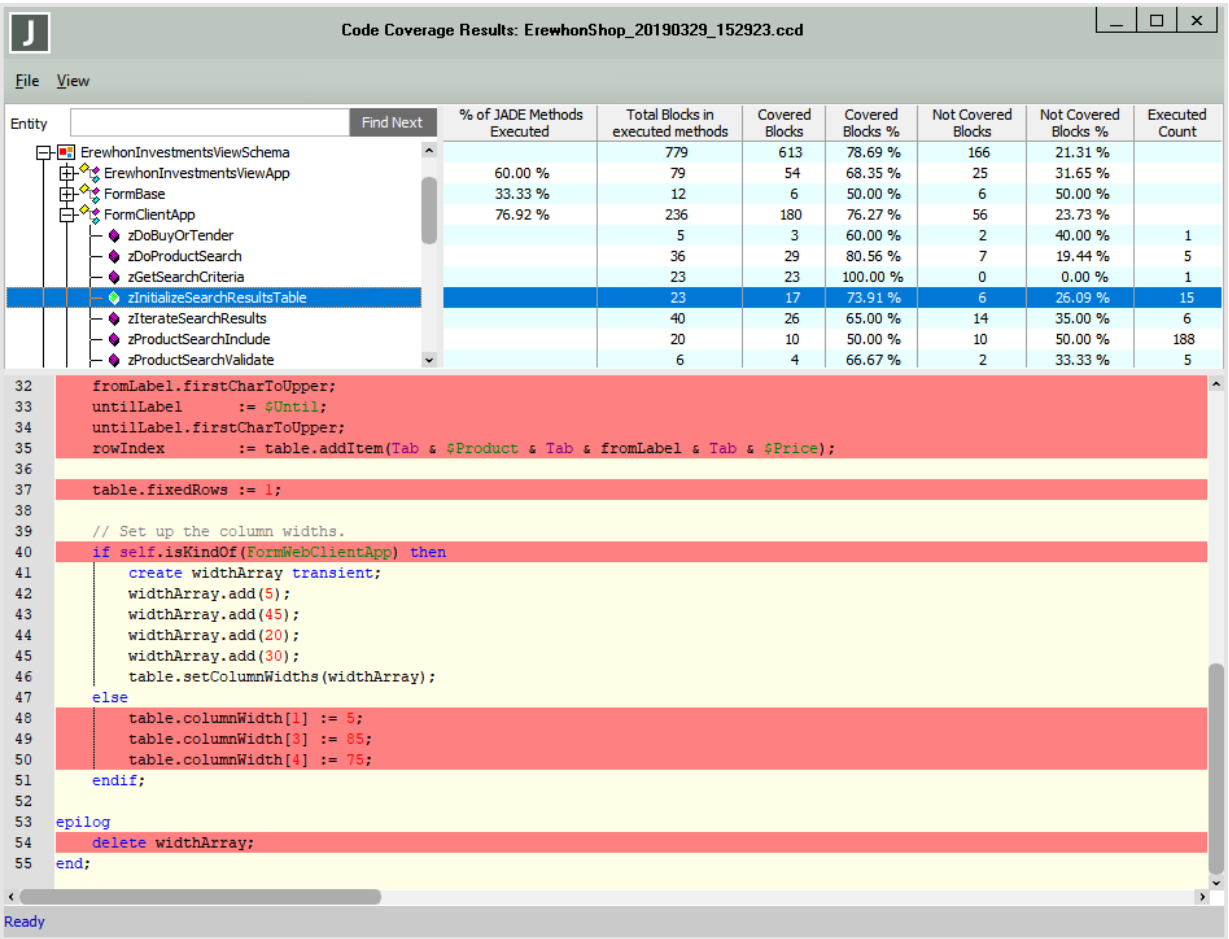 J
Code Coverage Results: ErewhonShop_20190329_152923.ccd
File View
Entity Find Next % of JADE Methods Executed Total Blocks in executed methods Covered Blocks Covered Blocks % Not Covered Blocks Not Covered Blocks % Executed Count
ErewhonInvestmentsViewSchema 779 613 78.69 % 166 21.31 %
ErewhonInvestmentsViewApp 60.00 % 79 54 68.35 % 25 31.65 %
FormBase 33.33 % 12 6 50.00 % 6 50.00 %
FormClientApp 76.92 % 236 180 76.27 % 56 23.73 %
zDoBuyOrTender 5 3 60.00 % 2 40.00 % 1
zDoProductSearch 36 29 80.56 % 7 19.44 % 5
zGetSearchCriteria 23 23 100.00 % 0 0.00 % 1
zInitializeSearchResultsTable 23 17 73.91 % 6 26.09 % 15
zIterateSearchResults 40 26 65.00 % 14 35.00 % 6
zProductSearchInclude 20 10 50.00 % 10 50.00 % 188
zProductSearchValidate 6 4 66.67 % 2 33.33 % 5
32 fromLabel.firstCharToUpper;
33 untilLabel := $Until;
34 untilLabel.firstCharToUpper;
35 rowIndex := table.addItem(Tab & $Product & Tab & fromLabel & Tab & $Price);
36
37 table.fixedRows := 1;
38
39 // Set up the column widths.
40 if self.isKindOf(FormWebClientApp) then
41 create widthArray transient;
42 widthArray.add(5);
43 widthArray.add(45);
44 widthArray.add(20);
45 widthArray.add(30);
46 table.setColumnWidths(widthArray);
47 else
48 table.columnWidth[1] := 5;
49 table.columnWidth[3] := 85;
50 table.columnWidth[4] := 75;
51 endif;
52
53 epilog
54 delete widthArray;
55 end;
Ready